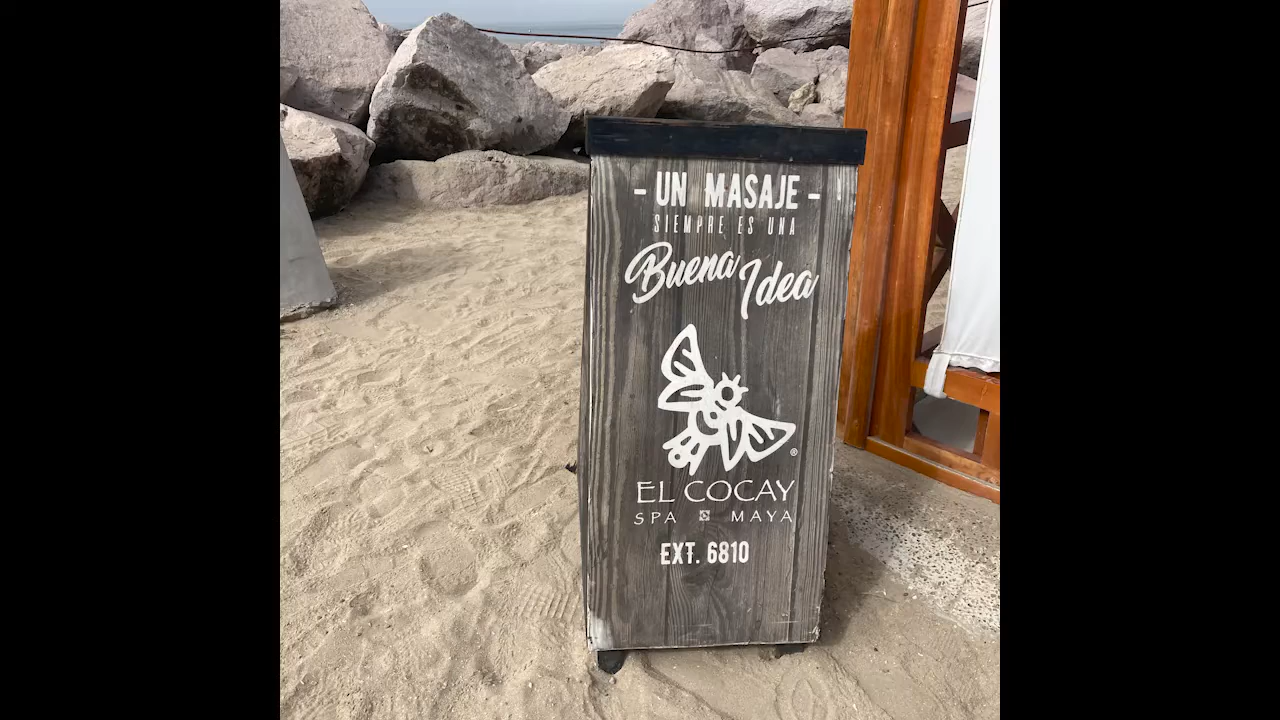 - UN MASAJE -
SIEMPRE ES UNA
Buena Idea
®
EL COCAY
SPA MAYA
EXT. 6810